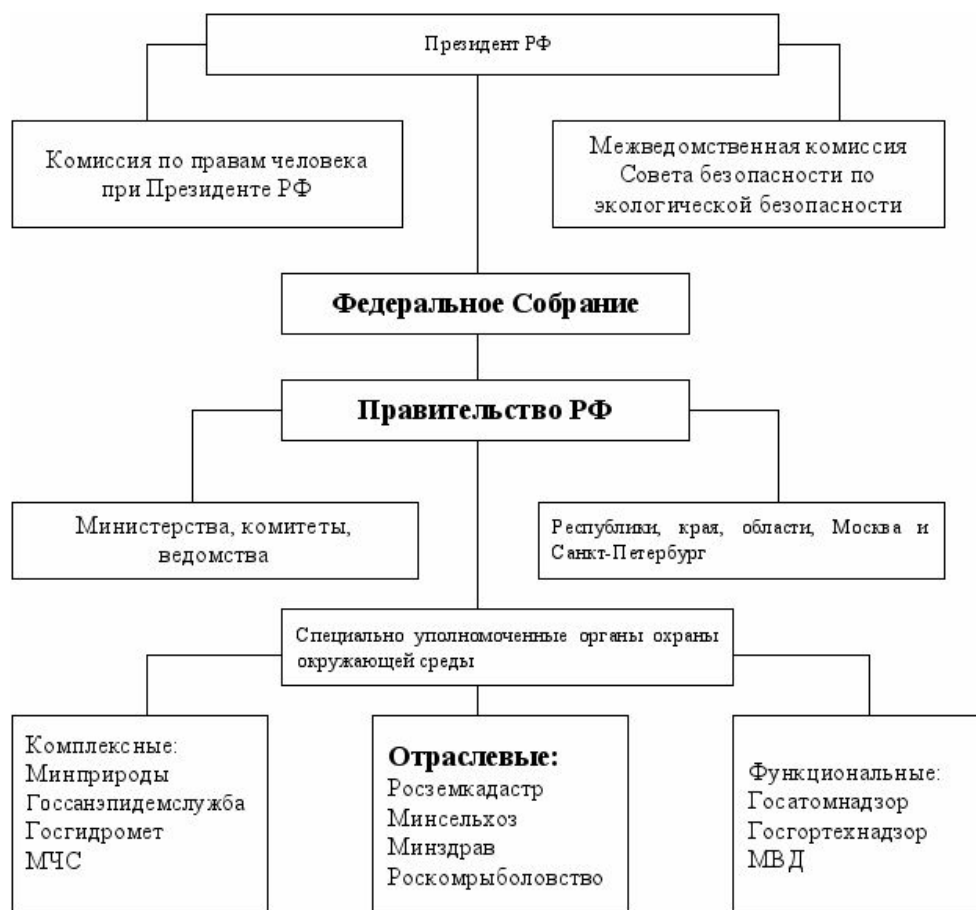 Президент РФ
Комиссия по правам человека
при Президенте РФ
Межведомственная комиссия
Совета безопасности по
экологической безопасности
Федеральное Собрание
Правительство РФ
Министерства, комитеты,
ведомства
Республики, края, области, Москва и
Санкт-Петербург
Специально уполномоченные органы охраны
окружающей среды
Комплексные:
Минприроды
Госсанэпидемслужба
Госгидромет
МЧС
Отраслевые:
Росземкадастр
Минсельхоз
Минздрав
Роскомрыболовство
Функциональные:
Госатомнадзор
Госгортехнадзор
МВД